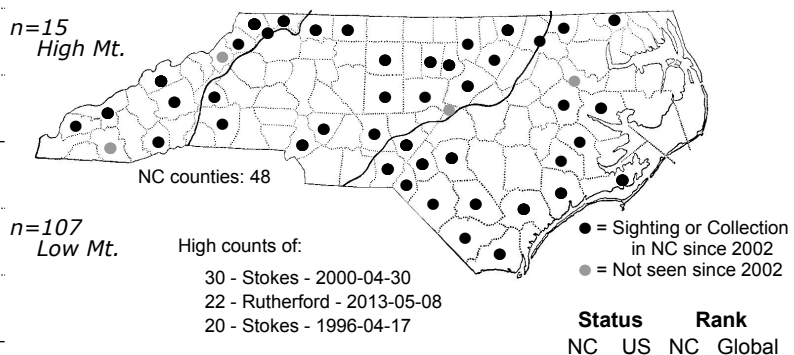 n=15
High Mt.
NC counties: 48
n=107
Low Mt.
High counts of:
30 - Stokes - 2000-04-30
22 - Rutherford - 2013-05-08
20 - Stokes - 1996-04-17
● = Sighting or Collection
in NC since 2002
● = Not seen since 2002
Status Rank
NC US NC Global